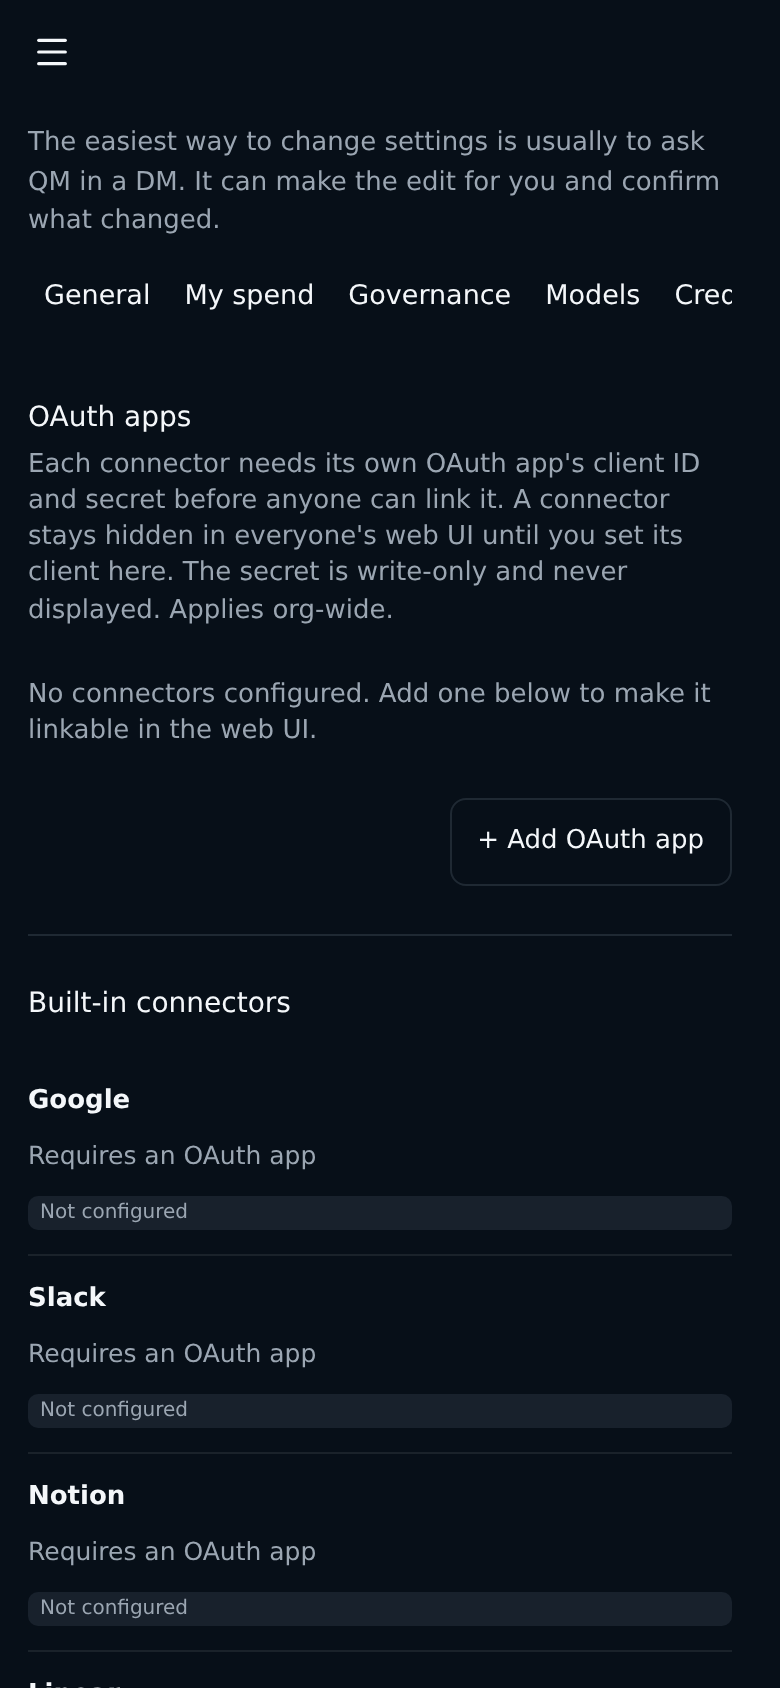 The easiest way to change settings is usually to ask
QM in a DM. It can make the edit for you and confirm
what changed.
General My spend Governance Models
OAuth apps
Each connector needs its own OAuth app's client ID
and secret before anyone can link it. A connector
stays hidden in everyone's web UI until you set its
client here. The secret is write-only and never
displayed. Applies org-wide.
No connectors configured. Add one below to make it
linkable in the web UI.
+ Add OAuth app
Built-in connectors
Google
Requires an OAuth app
Not configured
Slack
Requires an OAuth app
Not configured
Notion
Requires an OAuth app
Not configured